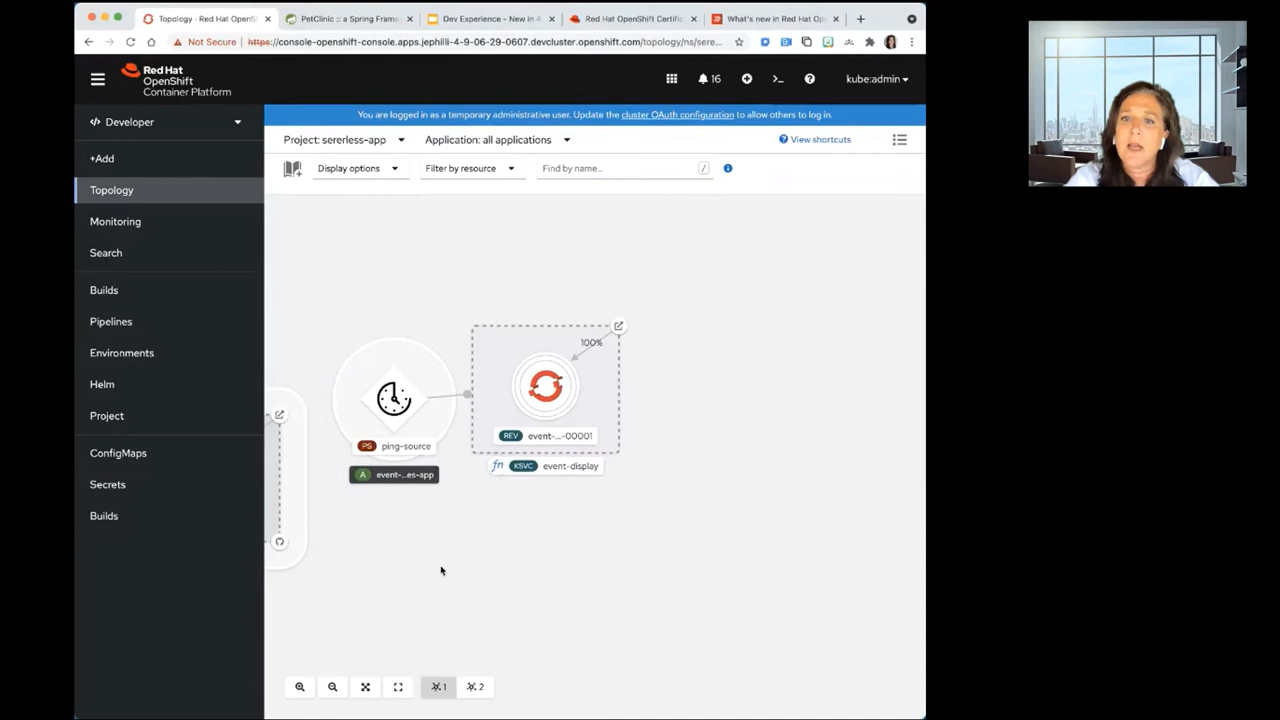 Topology · Red Hat OpenSh
PetClinic :: a Spring Frame
Dev Experience - New in A
Red Hat OpenShift Certific
What's new in Red Hat Op
Not Secure
https://console-openshift-console.apps.jephilli-4-9-06-29-0607.devcluster.openshift.com/topology/ns/sere...
Red Hat
OpenShift
Container Platform
16
kube:admin
You are logged in as a temporary administrative user. Update the cluster OAuth configuration to allow others to log in.
Developer
+Add
Topology
Monitoring
Search
Builds
Pipelines
Environments
Helm
Project
ConfigMaps
Secrets
Builds
Project: sererless-app
Application: all applications
View shortcuts
Display options
Filter by resource
Find by name...
/
100%
PS ping-source
A event-...es-app
REV event-...-00001
fn KSVC event-display
1
2